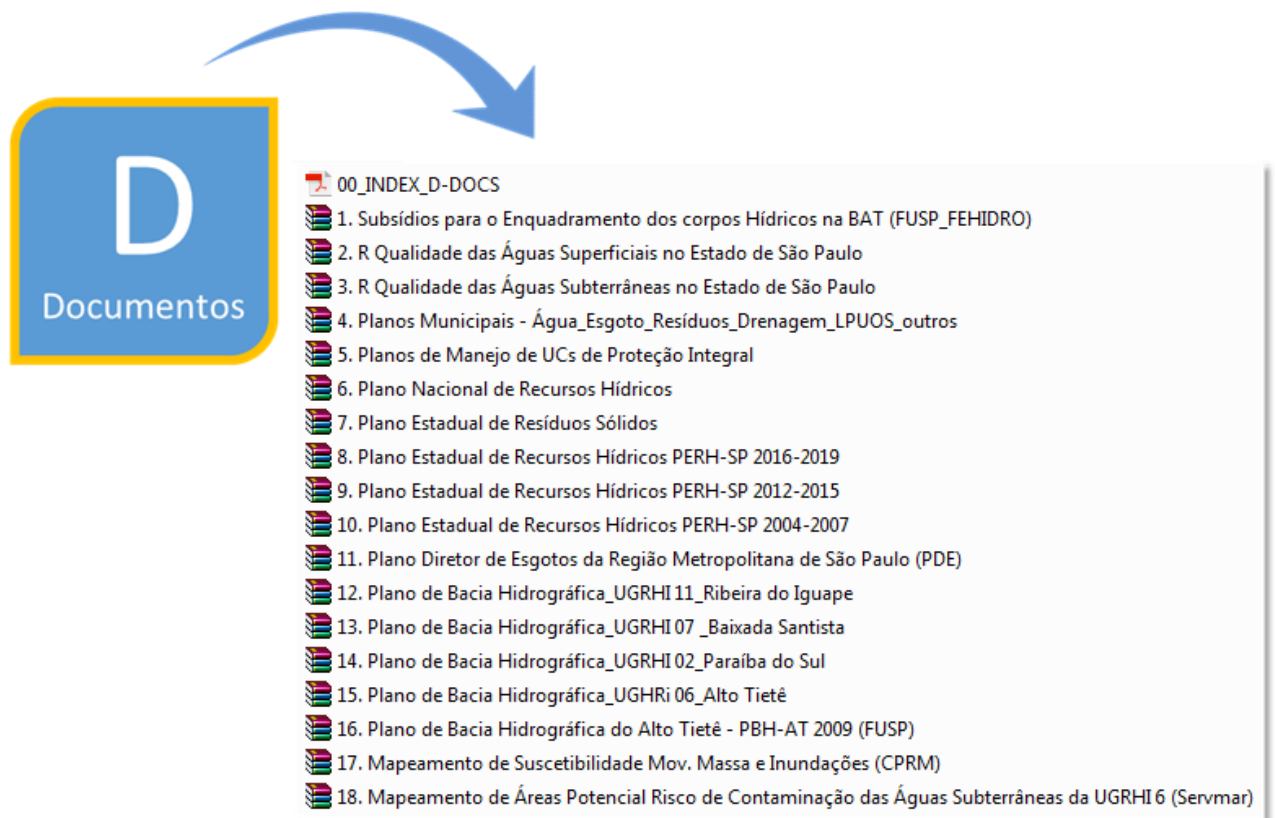 D
Documentos
00_INDEX_D-DOCS
1. Subsídios para o Enquadramento dos corpos Hídricos na BAT (FUSP_FEHIDRO)
2. R Qualidade das Águas Superficiais no Estado de São Paulo
3. R Qualidade das Águas Subterrâneas no Estado de São Paulo
4. Planos Municipais - Água_Esgoto_Resíduos_Drenagem_LPUOS_outros
5. Planos de Manejo de UCs de Proteção Integral
6. Plano Nacional de Recursos Hídricos
7. Plano Estadual de Resíduos Sólidos
8. Plano Estadual de Recursos Hídricos PERH-SP 2016-2019
9. Plano Estadual de Recursos Hídricos PERH-SP 2012-2015
10. Plano Estadual de Recursos Hídricos PERH-SP 2004-2007
11. Plano Diretor de Esgotos da Região Metropolitana de São Paulo (PDE)
12. Plano de Bacia Hidrográfica_UGRHI 11_Ribeira do Iguape
13. Plano de Bacia Hidrográfica_UGRHI 07 _Baixada Santista
14. Plano de Bacia Hidrográfica_UGRHI 02_Paraíba do Sul
15. Plano de Bacia Hidrográfica_UGHRi 06_Alto Tietê
16. Plano de Bacia Hidrográfica do Alto Tietê - PBH-AT 2009 (FUSP)
17. Mapeamento de Suscetibilidade Mov. Massa e Inundações (CPRM)
18. Mapeamento de Áreas Potencial Risco de Contaminação das Águas Subterrâneas da UGRHI 6 (Servmar)